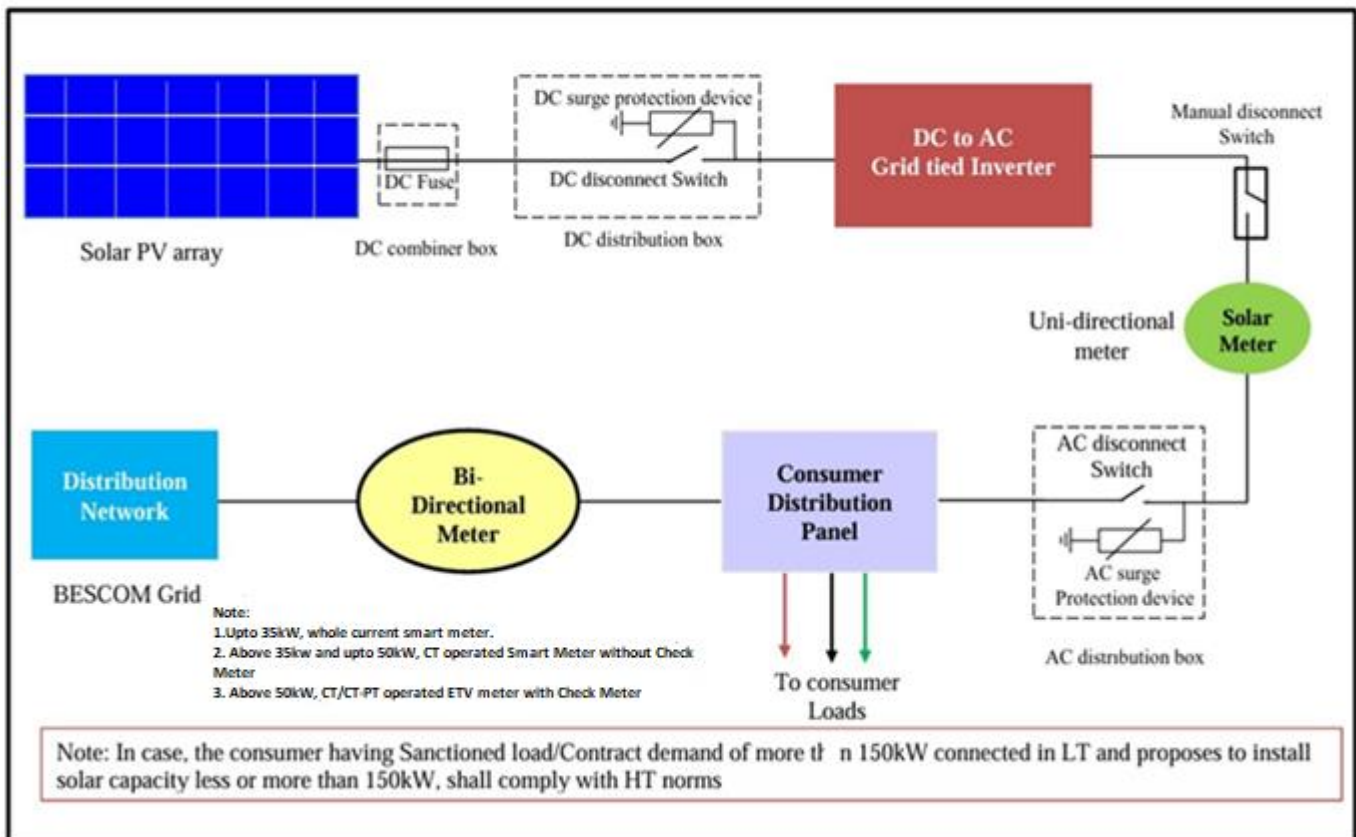 DC surge protection device
DC Fuse
DC disconnect Switch
DC to AC
Grid tied Inverter
Manual disconnect
Switch
Solar PV array
DC combiner box
DC distribution box
Uni-directional
meter
Solar
Meter
Distribution
Network
Bi-
Directional
Meter
Consumer
Distribution
Panel
AC disconnect
Switch
AC surge
Protection device
BESCOM Grid
Note:
1.Upto 35kW, whole current smart meter.
2. Above 35kw and upto 50kW, CT operated Smart Meter without Check
Meter
3. Above 50kW, CT/CT-PT operated ETV meter with Check Meter
To consumer
Loads
AC distribution box
Note: In case, the consumer having Sanctioned load/Contract demand of more th n 150kW connected in LT and proposes to install
solar capacity less or more than 150kW, shall comply with HT norms